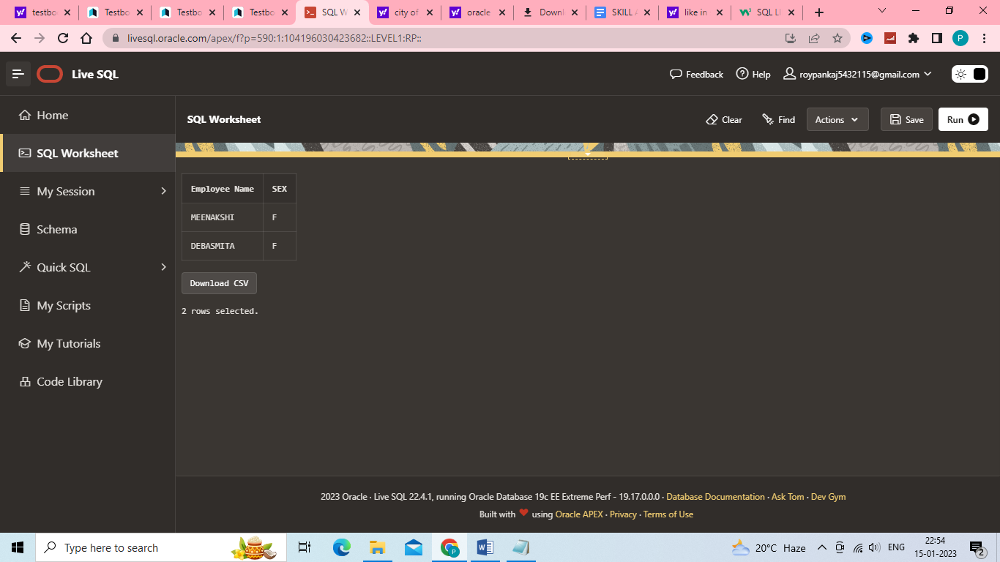 testbo
Testbo
Testbo
Testbo
SQL W
city of
oracle
Downl
SKILL A
like in
SQL LI
livesql.oracle.com/apex/f?p=590:1:104196030423682::LEVEL1:RP::
P
Live SQL
Feedback
Help
roypankaj5432115@gmail.com
Home
SQL Worksheet
My Session
Schema
Quick SQL
My Scripts
My Tutorials
Code Library
SQL Worksheet
Clear
Find
Actions
Save
Run
Employee Name SEX
MEENAKSHI F
DEBASMITA F
Download CSV
2 rows selected.
2023 Oracle · Live SQL 22.4.1, running Oracle Database 19c EE Extreme Perf - 19.17.0.0.0 · Database Documentation · Ask Tom · Dev Gym
Built with ❤ using Oracle APEX · Privacy · Terms of Use
Type here to search
20°C Haze
ENG
22:54
15-01-2023
2